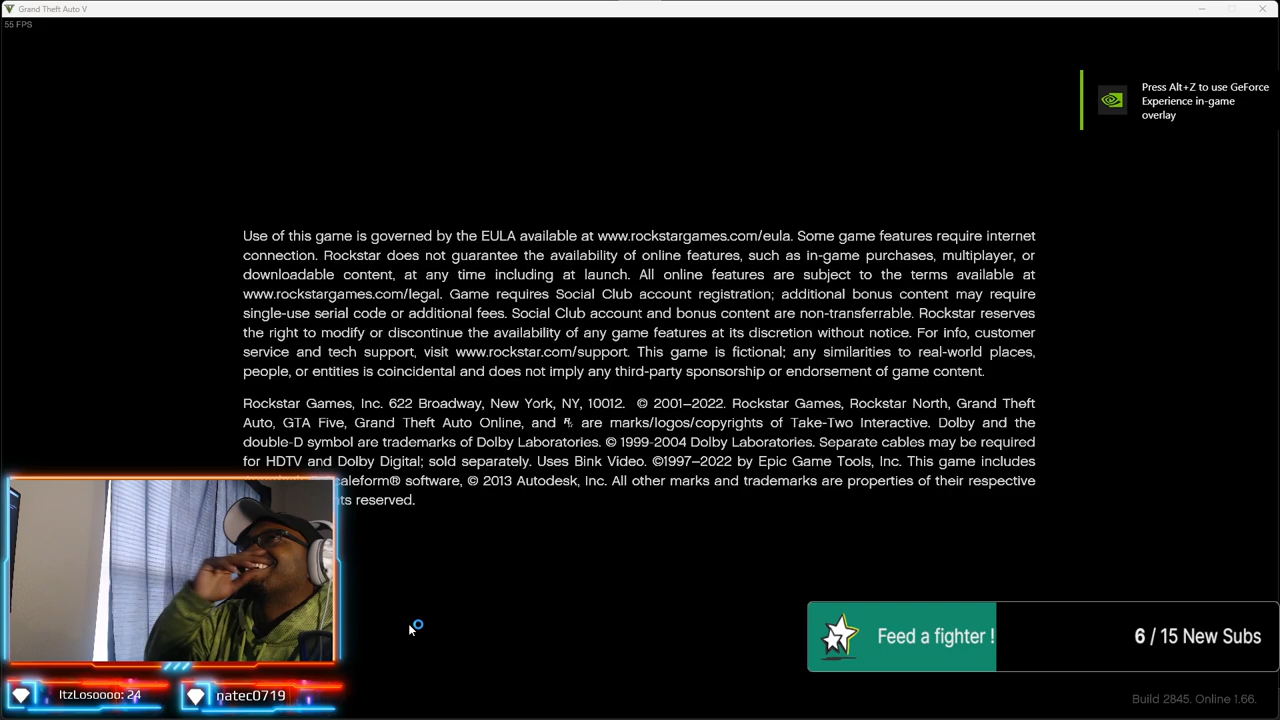 Grand Theft Auto V
55 FPS
Press Alt+Z to use GeForce
Experience in-game
overlay
Use of this game is governed by the EULA available at www.rockstargames.com/eula. Some game features require internet
connection. Rockstar does not guarantee the availability of online features, such as in-game purchases, multiplayer, or
downloadable content, at any time including at launch. All online features are subject to the terms available at
www.rockstargames.com/legal. Game requires Social Club account registration; additional bonus content may require
single-use serial code or additional fees. Social Club account and bonus content are non-transferrable. Rockstar reserves
the right to modify or discontinue the availability of any game features at its discretion without notice. For info, customer
service and tech support, visit www.rockstar.com/support. This game is fictional; any similarities to real-world places,
people, or entities is coincidental and does not imply any third-party sponsorship or endorsement of game content.
Rockstar Games, Inc. 622 Broadway, New York, NY, 10012. © 2001–2022. Rockstar Games, Rockstar North, Grand Theft
Auto, GTA Five, Grand Theft Auto Online, and R* are marks/logos/copyrights of Take-Two Interactive. Dolby and the
double-D symbol are trademarks of Dolby Laboratories. © 1999-2004 Dolby Laboratories. Separate cables may be required
for HDTV and Dolby Digital; sold separately. Uses Bink Video. ©1997–2022 by Epic Game Tools, Inc. This game includes
software, © 2013 Autodesk, Inc. All other marks and trademarks are properties of their respective
reserved.
Feed a fighter !
6 / 15 New Subs
ItzLosoooo: 24
natec0719
Build 2845. Online 1.66.